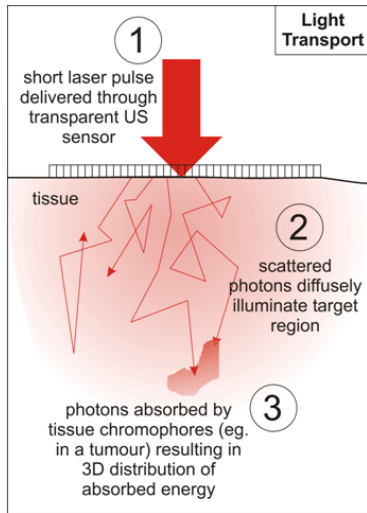 Light
Transport
1
short laser pulse
delivered through
transparent US
sensor
tissue
2
scattered
photons diffusely
illuminate target
region
3
photons absorbed by
tissue chromophores (eg.
in a tumour) resulting in
3D distribution of
absorbed energy